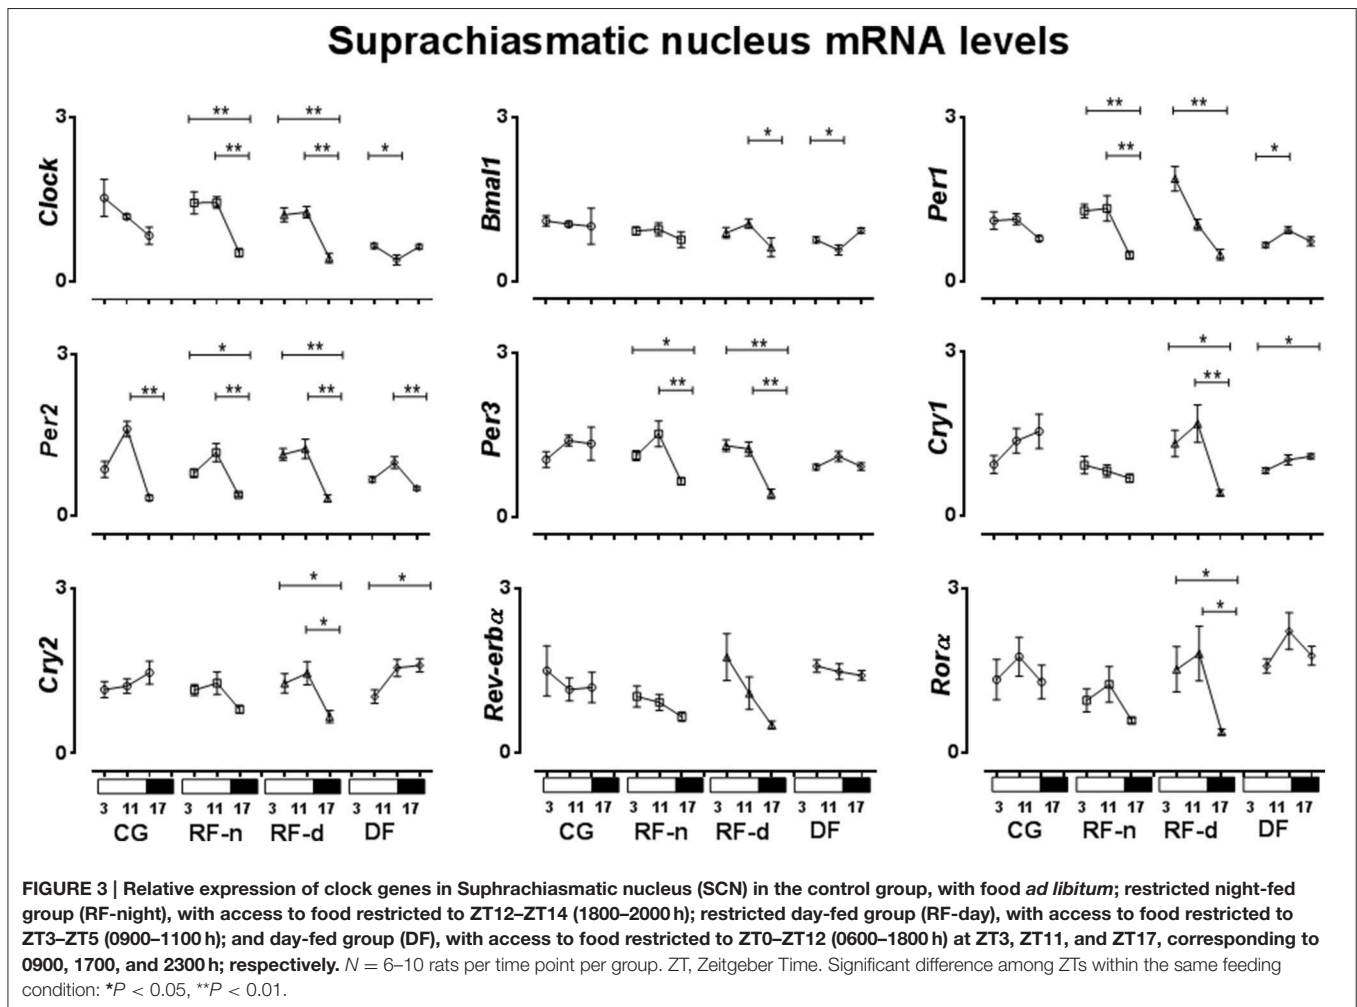 Suprachiasmatic nucleus mRNA levels
** ** 
** ** *
3
Clock
0
* *
3
Bmal1
0
** **
** *
3
Per1
0
* **
** ** ** **
3
Per2
0
* **
** **
3
Per3
0
* *
**
3
Cry1
0
* *
*
3
Cry2
0
3
Rev-erbα
0
*
*
3
Rorα
0
3 11 17 3 11 17 3 11 17 3 11 17
CG RF-n RF-d DF
3 11 17 3 11 17 3 11 17 3 11 17
CG RF-n RF-d DF
3 11 17 3 11 17 3 11 17 3 11 17
CG RF-n RF-d DF
FIGURE 3 | Relative expression of clock genes in Suphrachiasmatic nucleus (SCN) in the control group, with food ad libitum; restricted night-fed
group (RF-night), with access to food restricted to ZT12–ZT14 (1800–2000 h); restricted day-fed group (RF-day), with access to food restricted to
ZT3–ZT5 (0900–1100 h); and day-fed group (DF), with access to food restricted to ZT0–ZT12 (0600–1800 h) at ZT3, ZT11, and ZT17, corresponding to
0900, 1700, and 2300 h; respectively. N = 6–10 rats per time point per group. ZT, Zeitgeber Time. Significant difference among ZTs within the same feeding
condition: *P < 0.05, **P < 0.01.